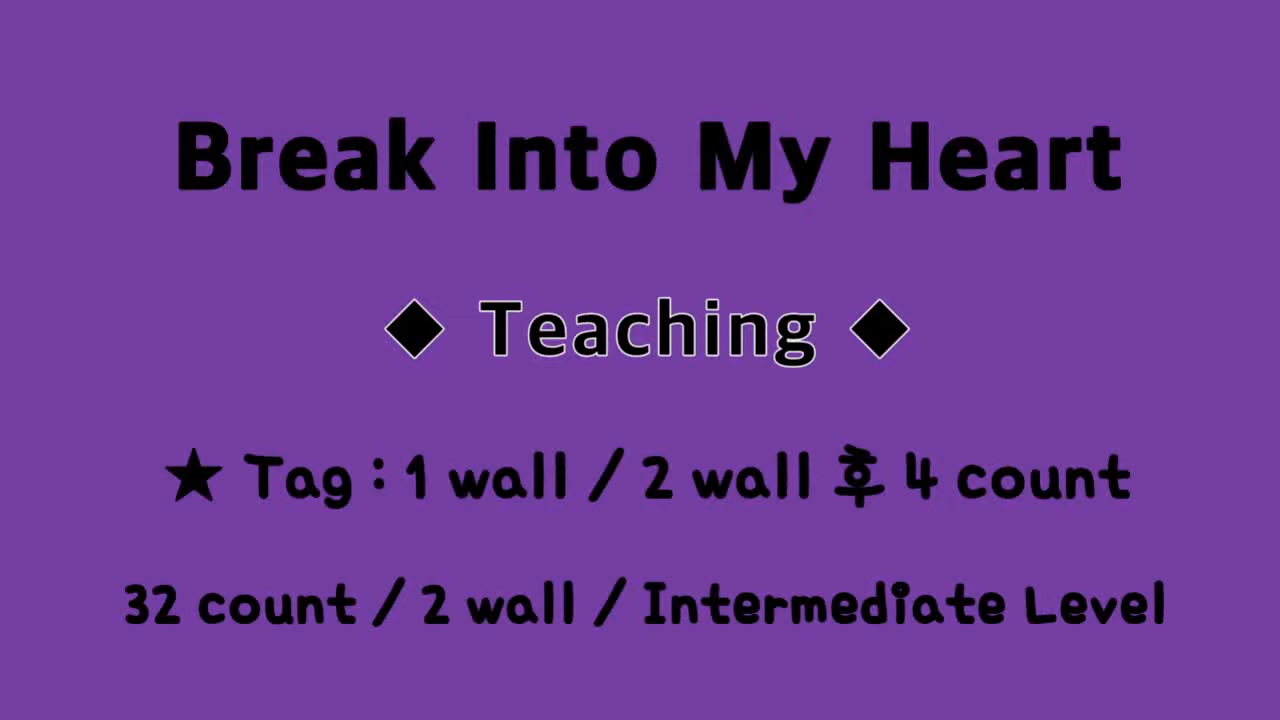 Break Into My Heart
◆ Teaching ◆
★ Tag : 1 wall / 2 wall 후 4 count
32 count / 2 wall / Intermediate Level